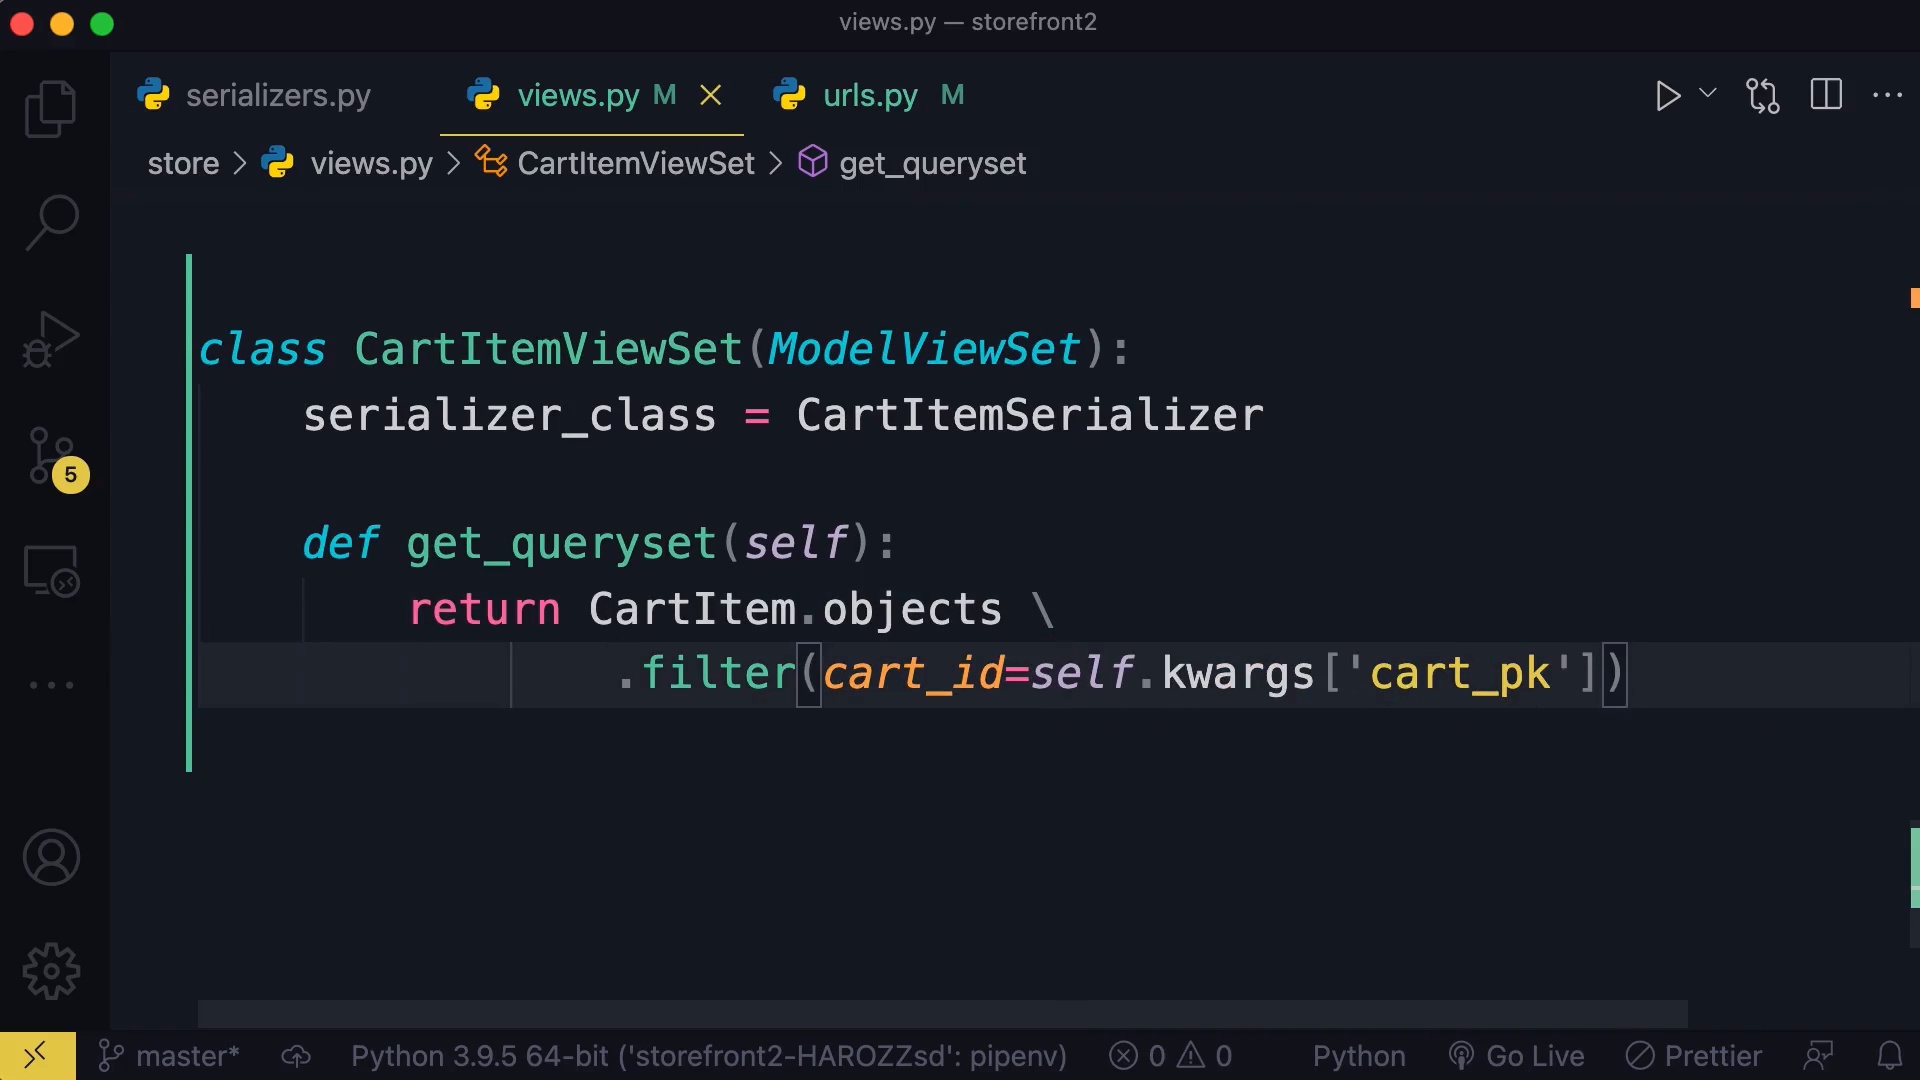 views.py — storefront2
serializers.py
views.py M
urls.py M
store > views.py > CartItemViewSet > get_queryset
class CartItemViewSet(ModelViewSet):
    serializer_class = CartItemSerializer
    def get_queryset(self):
        return CartItem.objects \
                .filter(cart_id=self.kwargs['cart_pk'])
5
master* Python 3.9.5 64-bit ('storefront2-HAROZZsd': pipenv) 0 0 Python Go Live Prettier